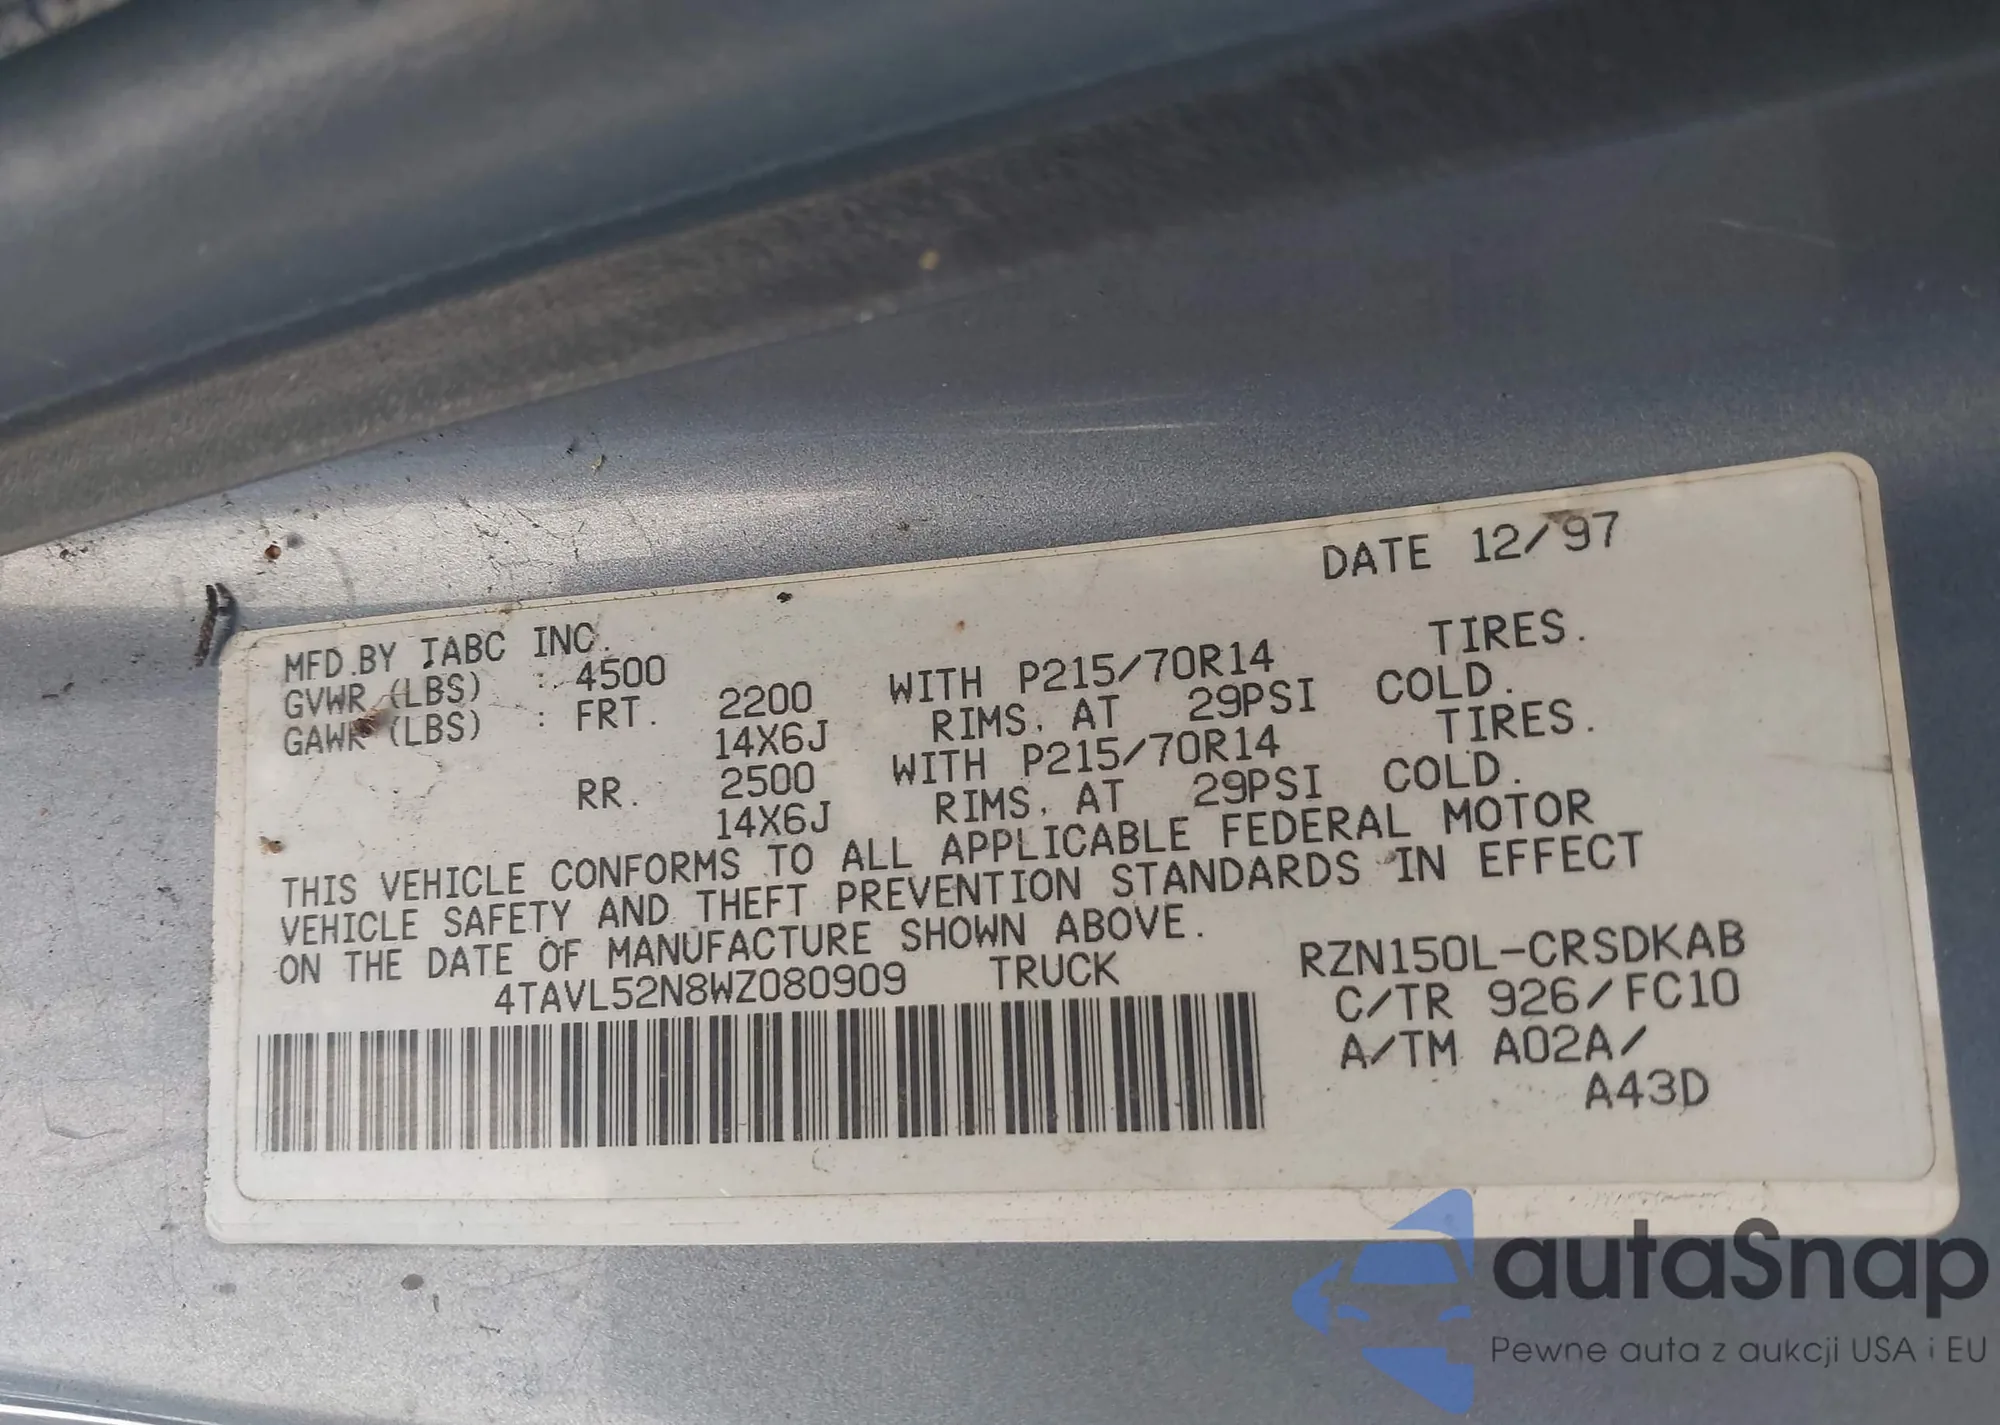 DATE 12/97
MFD.BY TABC INC.
GVWR (LBS) : 4500 WITH P215/70R14 TIRES.
GAWR (LBS) : FRT. 2200 RIMS, AT 29PSI COLD.
14X6J WITH P215/70R14 TIRES.
RR. 2500 RIMS, AT 29PSI COLD.
14X6J
THIS VEHICLE CONFORMS TO ALL APPLICABLE FEDERAL MOTOR
VEHICLE SAFETY AND THEFT PREVENTION STANDARDS IN EFFECT
ON THE DATE OF MANUFACTURE SHOWN ABOVE.
4TAVL52N8WZ080909 TRUCK RZN150L-CRSDKAB
C/TR 926/FC10
A/TM A02A/
A43D
autaSnap
Pewne auta z aukcji USA i EU